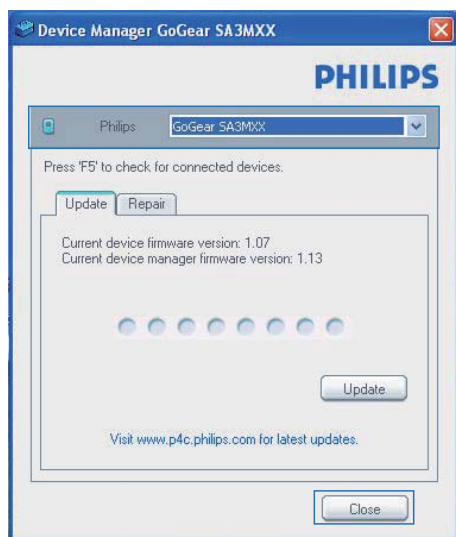 Device Manager GoGear SA3MXX
PHILIPS
Philips GoGear SA3MXX
Press 'F5' to check for connected devices.
Update Repair
Current device firmware version: 1.07
Current device manager firmware version: 1.13
Update
Visit www.p4c.philips.com for latest updates.
Close